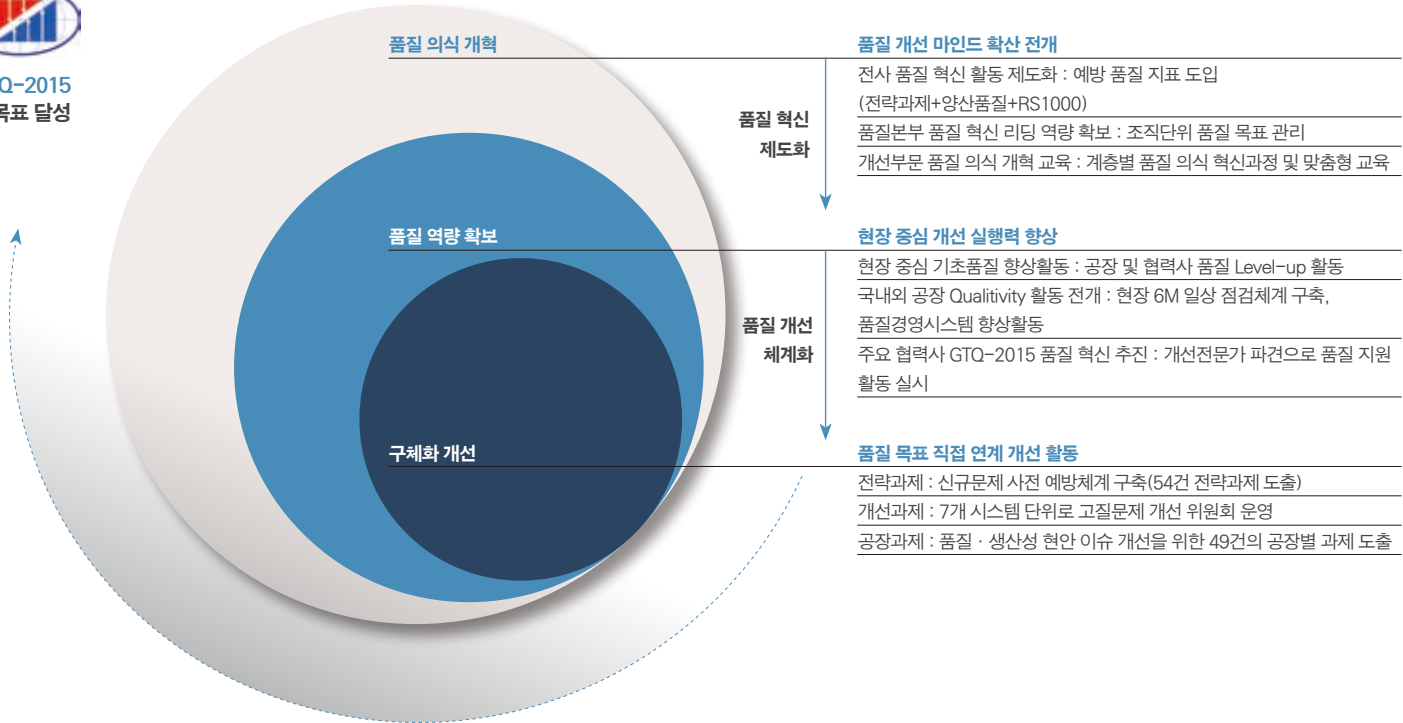 Q-2015
목표 달성
품질 의식 개혁
품질 개선 마인드 확산 전개
품질 혁신
제도화
전사 품질 혁신 활동 제도화 : 예방 품질 지표 도입
(전략과제+양산품질+RS1000)
품질본부 품질 혁신 리딩 역량 확보 : 조직단위 품질 목표 관리
개선부문 품질 의식 개혁 교육 : 계층별 품질 의식 혁신과정 및 맞춤형 교육
품질 역량 확보
현장 중심 개선 실행력 향상
품질 개선
체계화
현장 중심 기초품질 향상활동 : 공장 및 협력사 품질 Level-up 활동
국내외 공장 Qualitivity 활동 전개 : 현장 6M 일상 점검체계 구축,
품질경영시스템 향상활동
주요 협력사 GTQ-2015 품질 혁신 추진 : 개선전문가 파견으로 품질 지원
활동 실시
구체화 개선
품질 목표 직접 연계 개선 활동
전략과제 : 신규문제 사전 예방체계 구축(54건 전략과제 도출)
개선과제 : 7개 시스템 단위로 고질문제 개선 위원회 운영
공장과제 : 품질 · 생산성 현안 이슈 개선을 위한 49건의 공장별 과제 도출